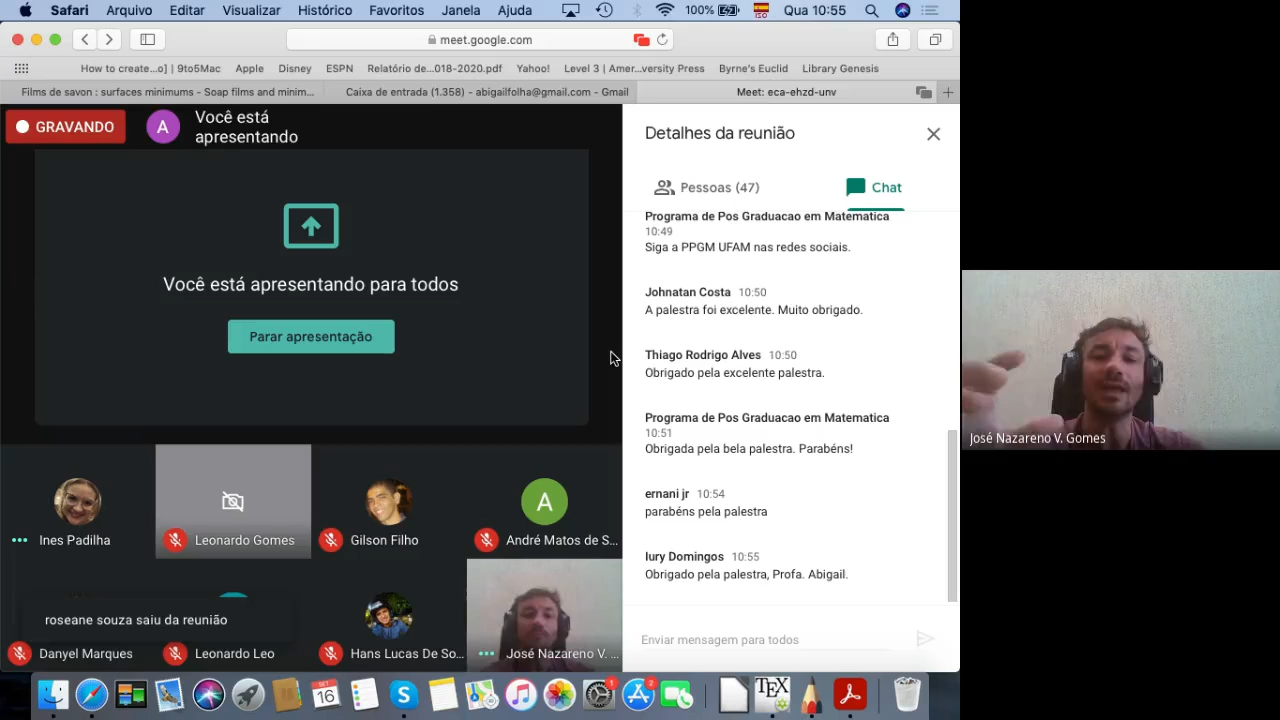 Safari Arquivo Editar Visualizar Histórico Favoritos Janela Ajuda 100% ISO Qua 10:55
meet.google.com
How to create...o] | 9to5Mac Apple Disney ESPN Relatório de...018-2020.pdf Yahoo! Level 3 | Amer...versity Press Byrne's Euclid Library Genesis
Films de savon : surfaces minimums - Soap films and minim... Caixa de entrada (1.358) - abigailfolha@gmail.com - Gmail Meet: eca-ehzd-unv
GRAVANDO
A
Você está
apresentando
Você está apresentando para todos
Parar apresentação
Ines Padilha
Leonardo Gomes
Gilson Filho
A
André Matos de S...
roseane souza saiu da reunião
Danyel Marques
Leonardo Leo
Hans Lucas De So...
José Nazareno V. ...
Detalhes da reunião
Pessoas (47)
Chat
Programa de Pos Graduacao em Matematica
10:49
Siga a PPGM UFAM nas redes sociais.
Johnatan Costa 10:50
A palestra foi excelente. Muito obrigado.
Thiago Rodrigo Alves 10:50
Obrigado pela excelente palestra.
Programa de Pos Graduacao em Matematica
10:51
Obrigada pela bela palestra. Parabéns!
ernani jr 10:54
parabéns pela palestra
Iury Domingos 10:55
Obrigado pela palestra, Profa. Abigail.
Enviar mensagem para todos
José Nazareno V. Gomes
SET
16
1
2
TEX